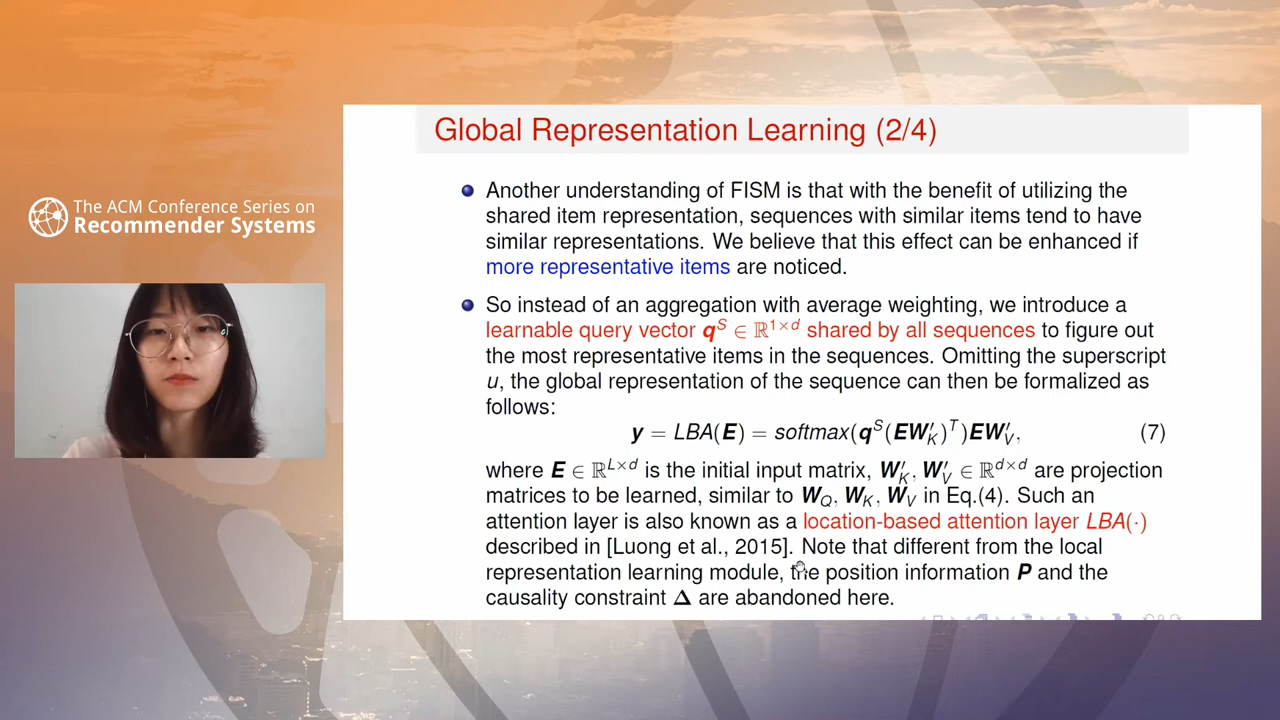 The ACM Conference Series on
Recommender Systems
Global Representation Learning (2/4)
Another understanding of FISM is that with the benefit of utilizing the
shared item representation, sequences with similar items tend to have
similar representations. We believe that this effect can be enhanced if
more representative items are noticed.
So instead of an aggregation with average weighting, we introduce a
learnable query vector q^S ∈ ℝ^{1×d} shared by all sequences to figure out
the most representative items in the sequences. Omitting the superscript
u, the global representation of the sequence can then be formalized as
follows:
y = LBA(E) = softmax(q^S(EW′_K)^T)EW′_V, (7)
where E ∈ ℝ^{L×d} is the initial input matrix, W′_K, W′_V ∈ ℝ^{d×d} are projection
matrices to be learned, similar to W_Q, W_K, W_V in Eq.(4). Such an
attention layer is also known as a location-based attention layer LBA(·)
described in [Luong et al., 2015]. Note that different from the local
representation learning module, the position information P and the
causality constraint Δ are abandoned here.